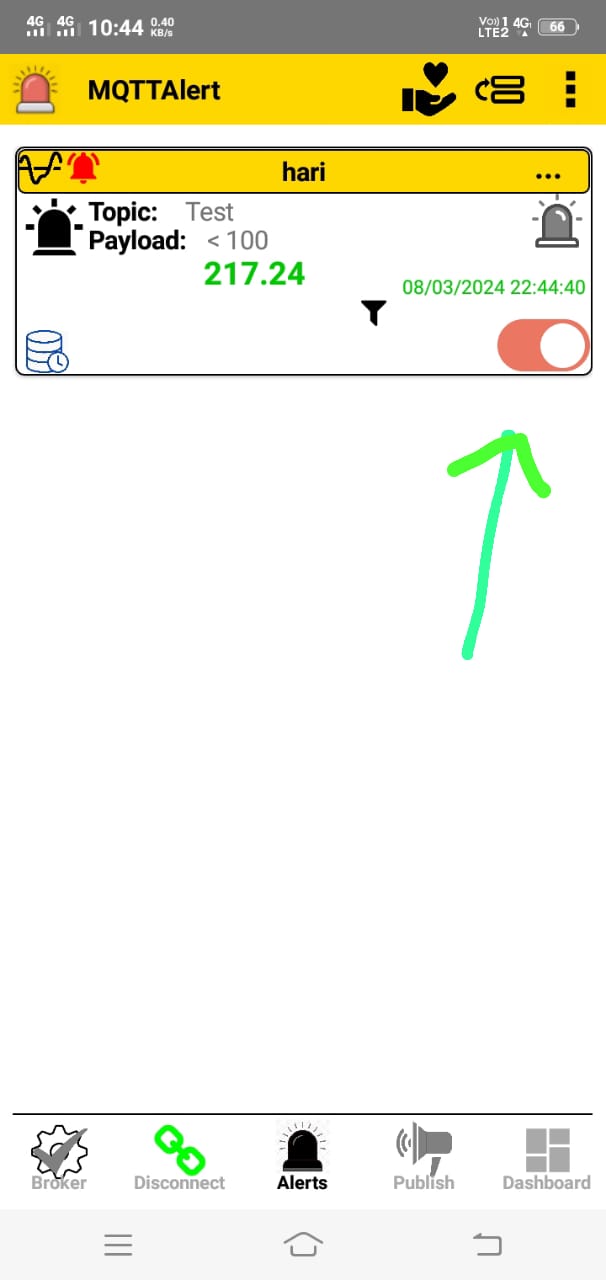 4G 4G 10:44 0.40 KB/s Vo)) 1 4G LTE2 66
MQTTAlert
hari ...
Topic: Test
Payload: < 100
217.24
08/03/2024 22:44:40
Broker Disconnect Alerts Publish Dashboard